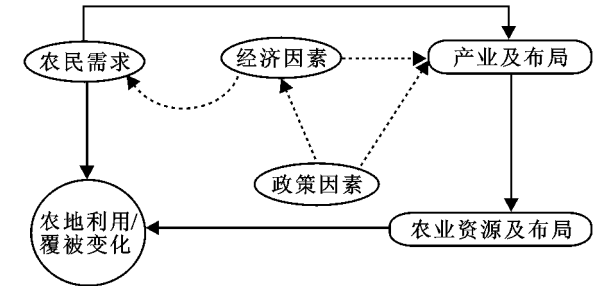 农民需求
经济因素
产业及布局
政策因素
农地利用/
覆被变化
农业资源及布局